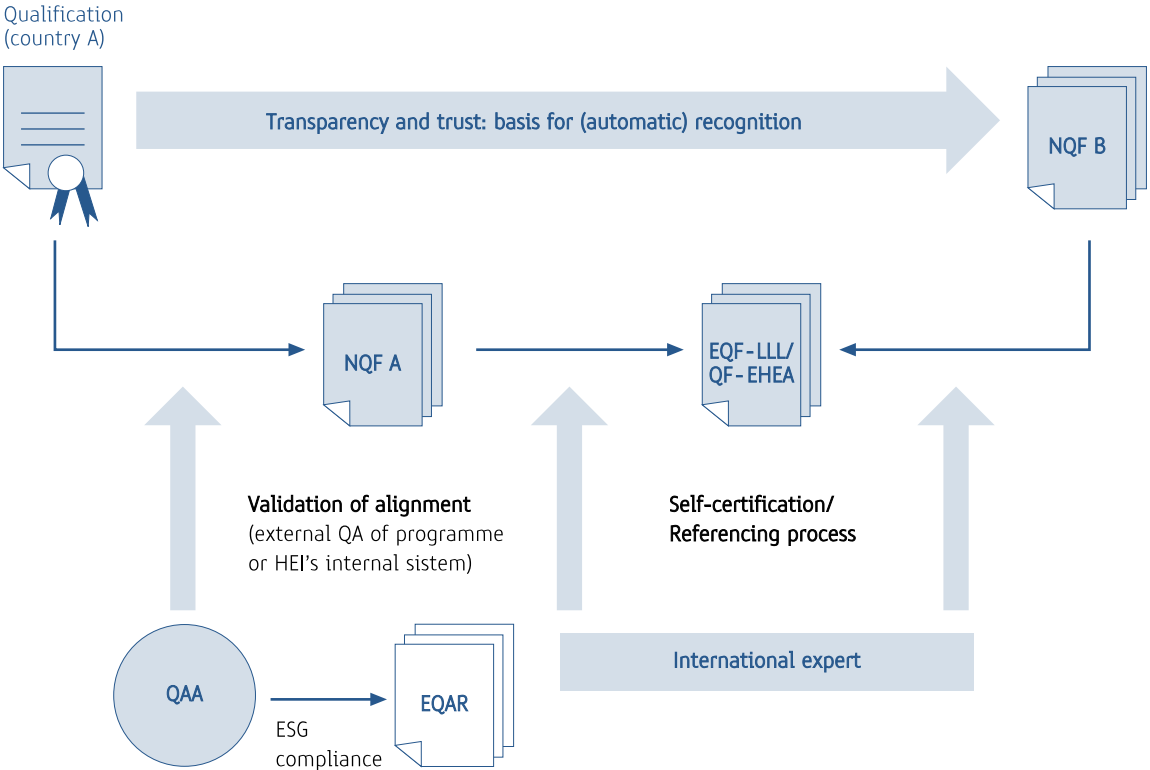 Qualification
(country A)
Transparency and trust: basis for (automatic) recognition
NQF B
NQF A
EQF-LLL/
QF-EHEA
Validation of alignment
(external QA of programme
or HEI's internal sistem)
Self-certification/
Referencing process
QAA
ESG
compliance
EQAR
International expert